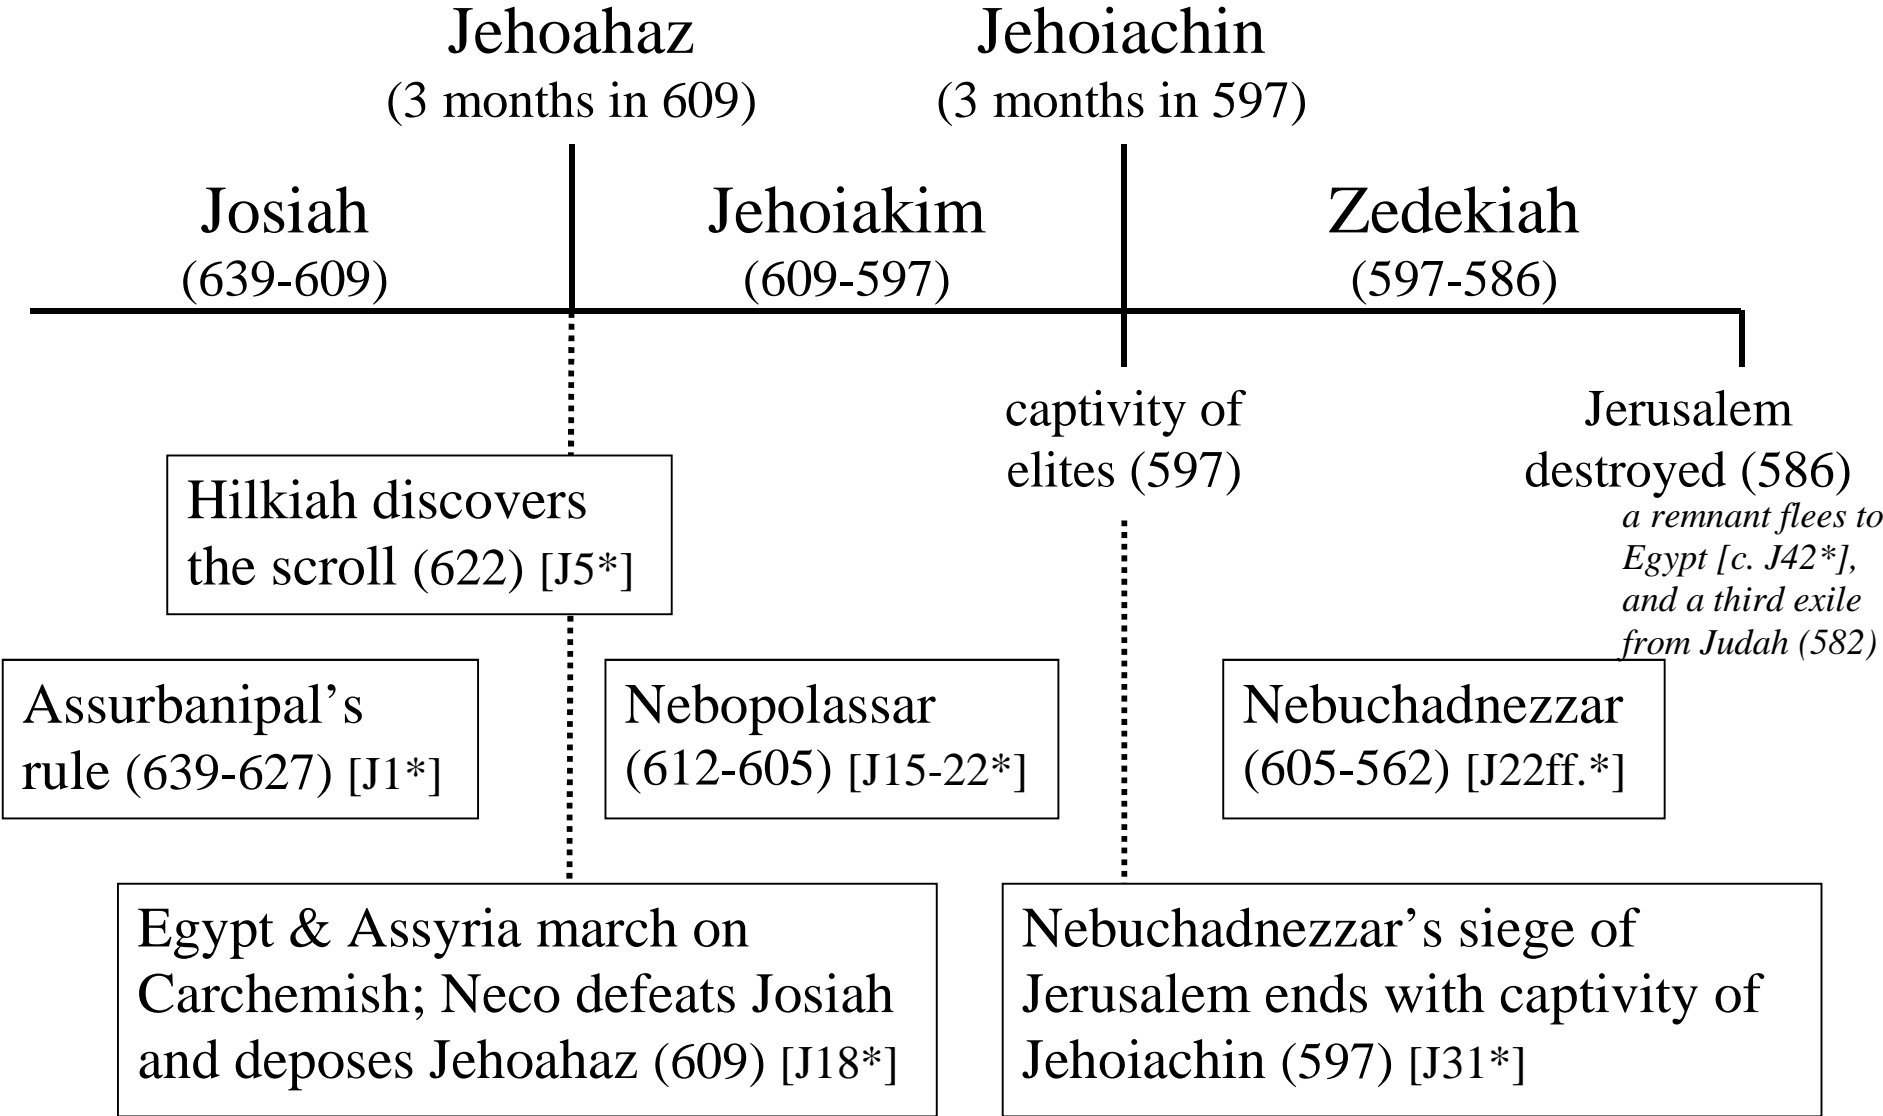 Jehoahaz
(3 months in 609)
Jehoiachin
(3 months in 597)
Josiah
(639-609)
Jehoiakim
(609-597)
Zedekiah
(597-586)
captivity of
elites (597)
Jerusalem
destroyed (586)
a remnant flees to
Egypt [c. J42*],
and a third exile
from Judah (582)
Hilkiah discovers
the scroll (622) [J5*]
Assurbanipal’s
rule (639-627) [J1*]
Nebopolassar
(612-605) [J15-22*]
Nebuchadnezzar
(605-562) [J22ff.*]
Egypt & Assyria march on
Carchemish; Neco defeats Josiah
and deposes Jehoahaz (609) [J18*]
Nebuchadnezzar’s siege of
Jerusalem ends with captivity of
Jehoiachin (597) [J31*]